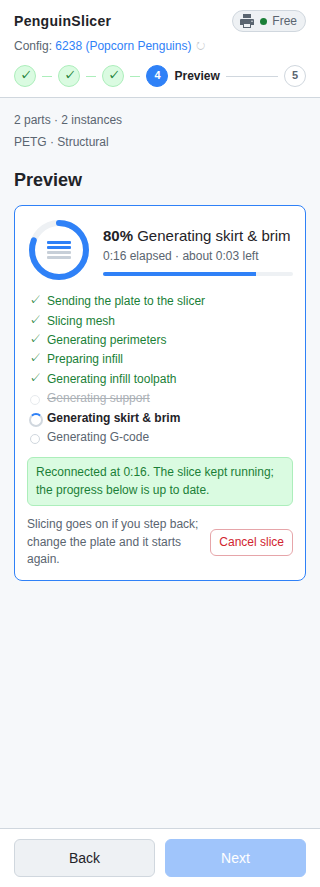 PenguinSlicer
Free
Config: 6238 (Popcorn Penguins)
4 Preview
5
2 parts · 2 instances
PETG · Structural
Preview
80% Generating skirt & brim
0:16 elapsed · about 0:03 left
Sending the plate to the slicer
Slicing mesh
Generating perimeters
Preparing infill
Generating infill toolpath
Generating support
Generating skirt & brim
Generating G-code
Reconnected at 0:16. The slice kept running;
the progress below is up to date.
Slicing goes on if you step back;
change the plate and it starts
again.
Cancel slice
Back
Next